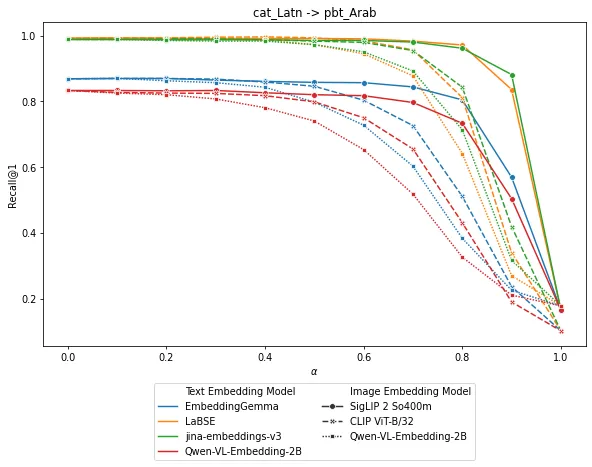 cat_Latn -> pbt_Arab
Recall@1
1.0
0.8
0.6
0.4
0.2
0.0 0.2 0.4 0.6 0.8 1.0
α
Text Embedding Model Image Embedding Model
EmbeddingGemma SigLIP 2 So400m
LaBSE CLIP ViT-B/32
jina-embeddings-v3 Qwen-VL-Embedding-2B
Qwen-VL-Embedding-2B